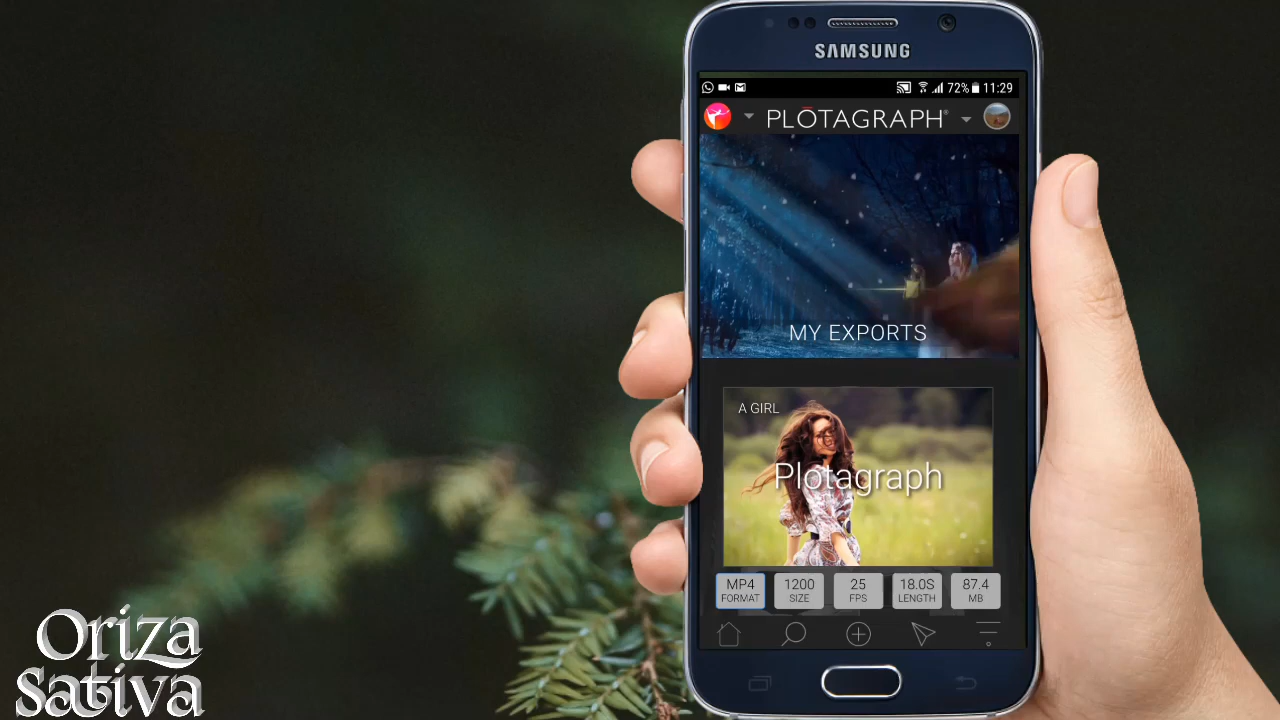 SAMSUNG
72% 11:29
PLŌTAGRAPH®
MY EXPORTS
A GIRL
Plotagraph
MP4 1200 25 18.0S 87.4
FORMAT SIZE FPS LENGTH MB
Oriza
Sativa